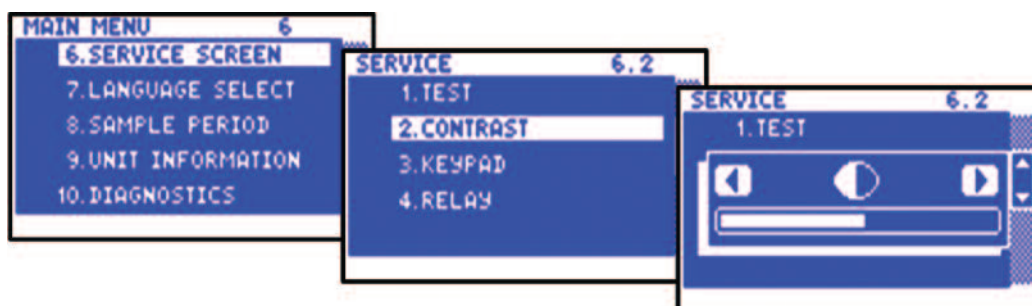 MAIN MENU 6
6.SERVICE SCREEN
7.LANGUAGE SELECT
8.SAMPLE PERIOD
9.UNIT INFORMATION
10.DIAGNOSTICS
SERVICE 6.2
1.TEST
2.CONTRAST
3.KEYPAD
4.RELAY
SERVICE 6.2
1.TEST